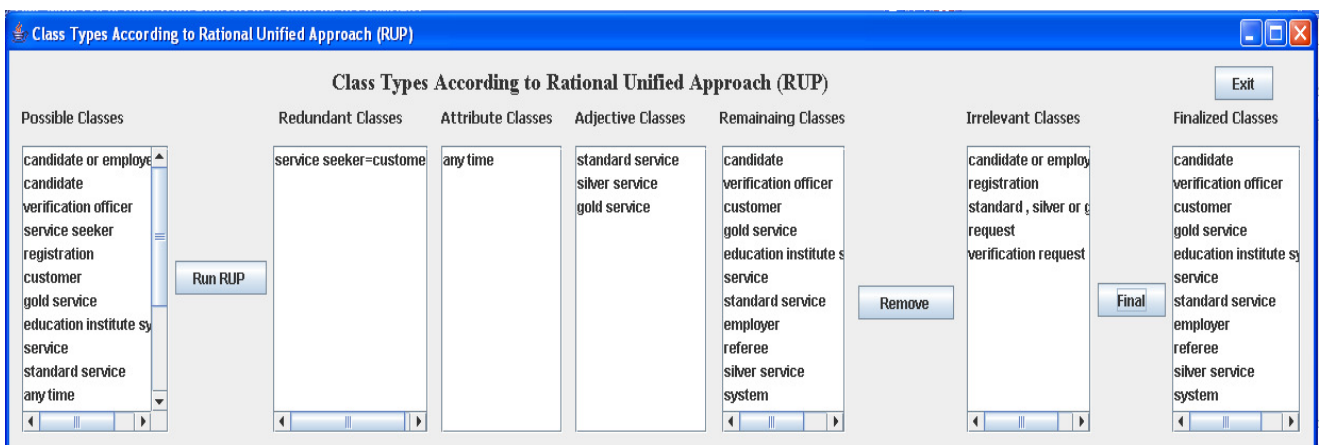 Class Types According to Rational Unified Approach (RUP)
Class Types According to Rational Unified Approach (RUP)
Exit
Possible Classes
Redundant Classes
Attribute Classes
Adjective Classes
Remainaing Classes
Irrelevant Classes
Finalized Classes
candidate or employe
candidate
verification officer
service seeker
registration
customer
gold service
education institute sy
service
standard service
any time
Run RUP
service seeker=custome
any time
standard service
silver service
gold service
candidate
verification officer
customer
gold service
education institute s
service
standard service
employer
referee
silver service
system
Remove
candidate or employ
registration
standard , silver or g
request
verification request
Final
candidate
verification officer
customer
gold service
education institute sy
service
standard service
employer
referee
silver service
system